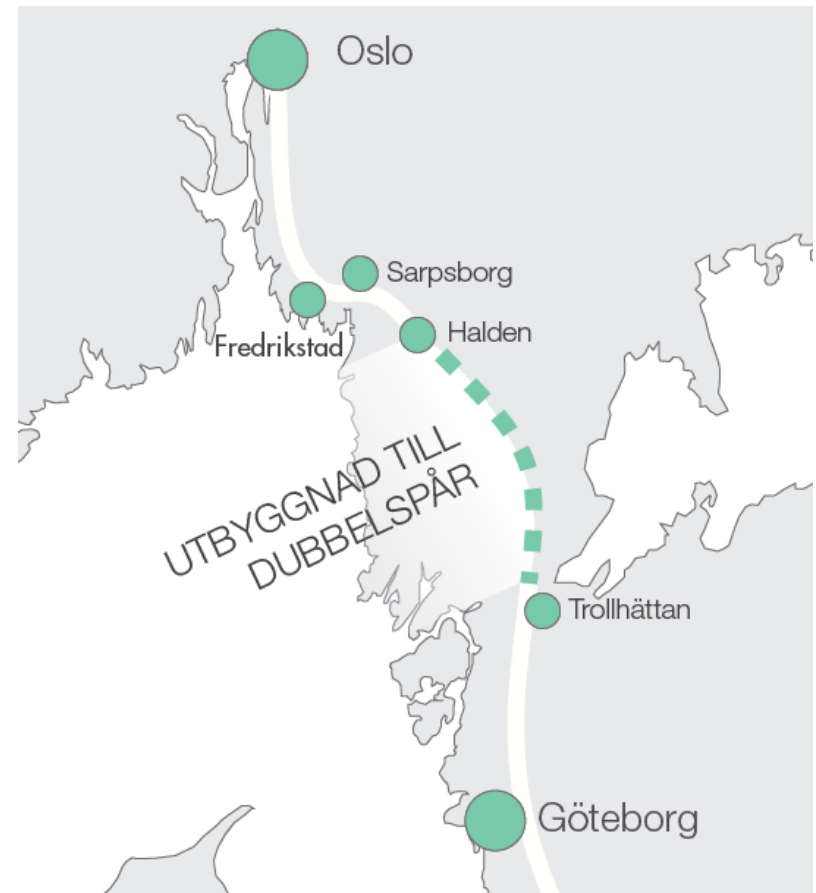 Oslo
Sarpsborg
Fredrikstad
Halden
UTBYGGNAD TILL
DUBBELSPÅR
Trollhättan
Göteborg